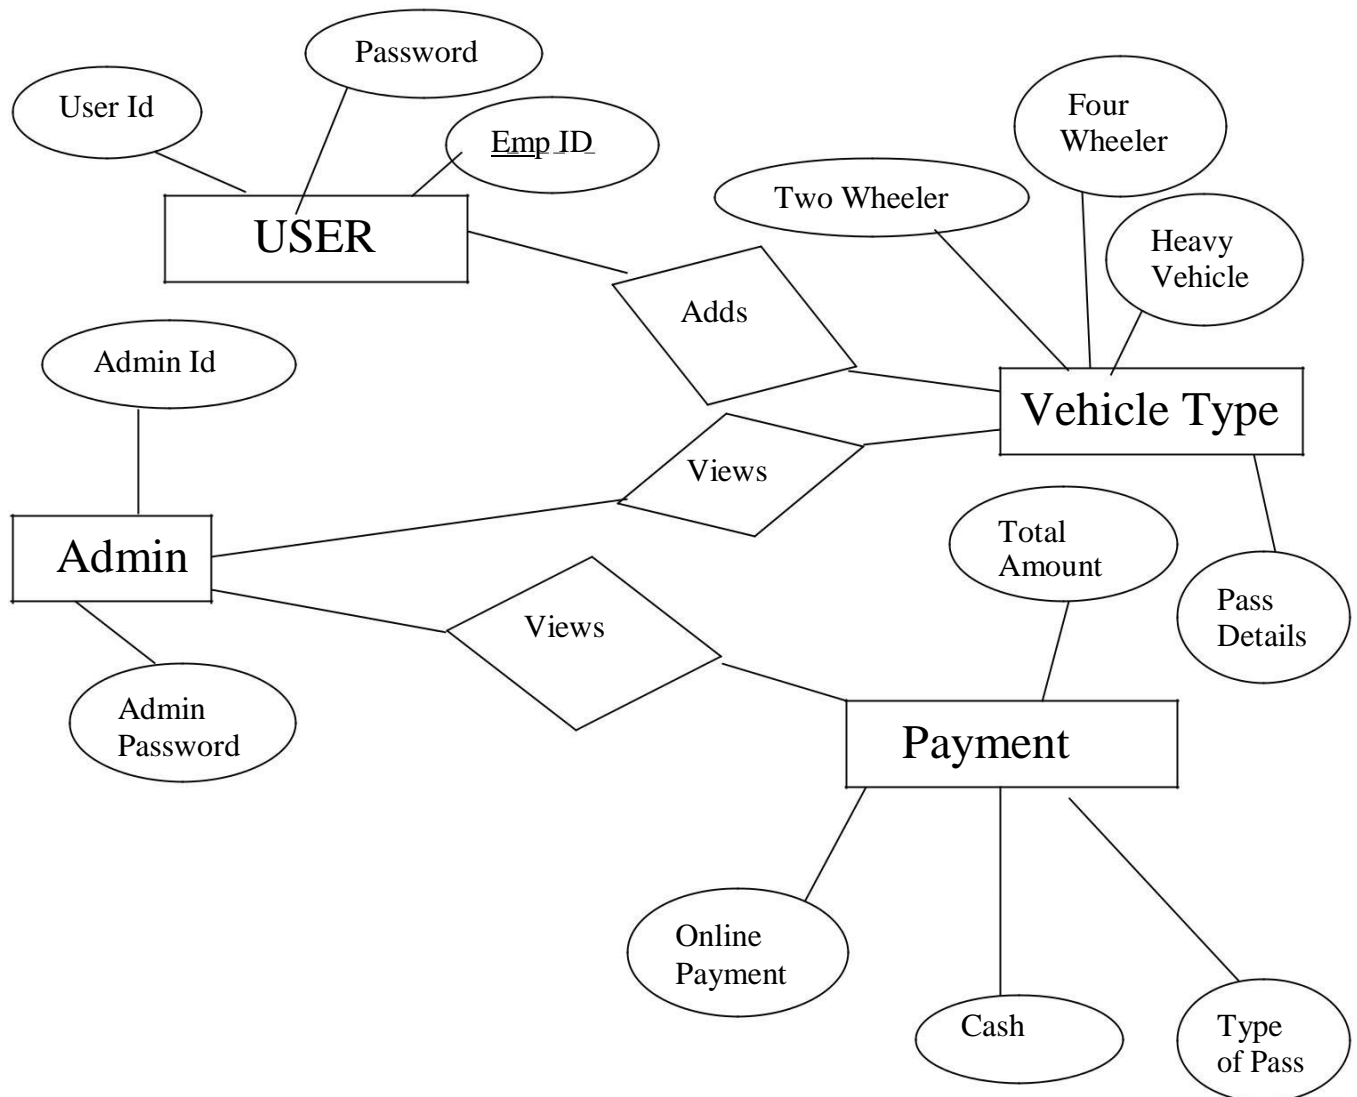 Password
User Id
Emp ID
Four
Wheeler
Two Wheeler
USER
Heavy
Vehicle
Adds
Admin Id
Vehicle Type
Views
Total
Amount
Admin
Pass
Details
Views
Admin
Password
Payment
Online
Payment
Cash
Type
of Pass